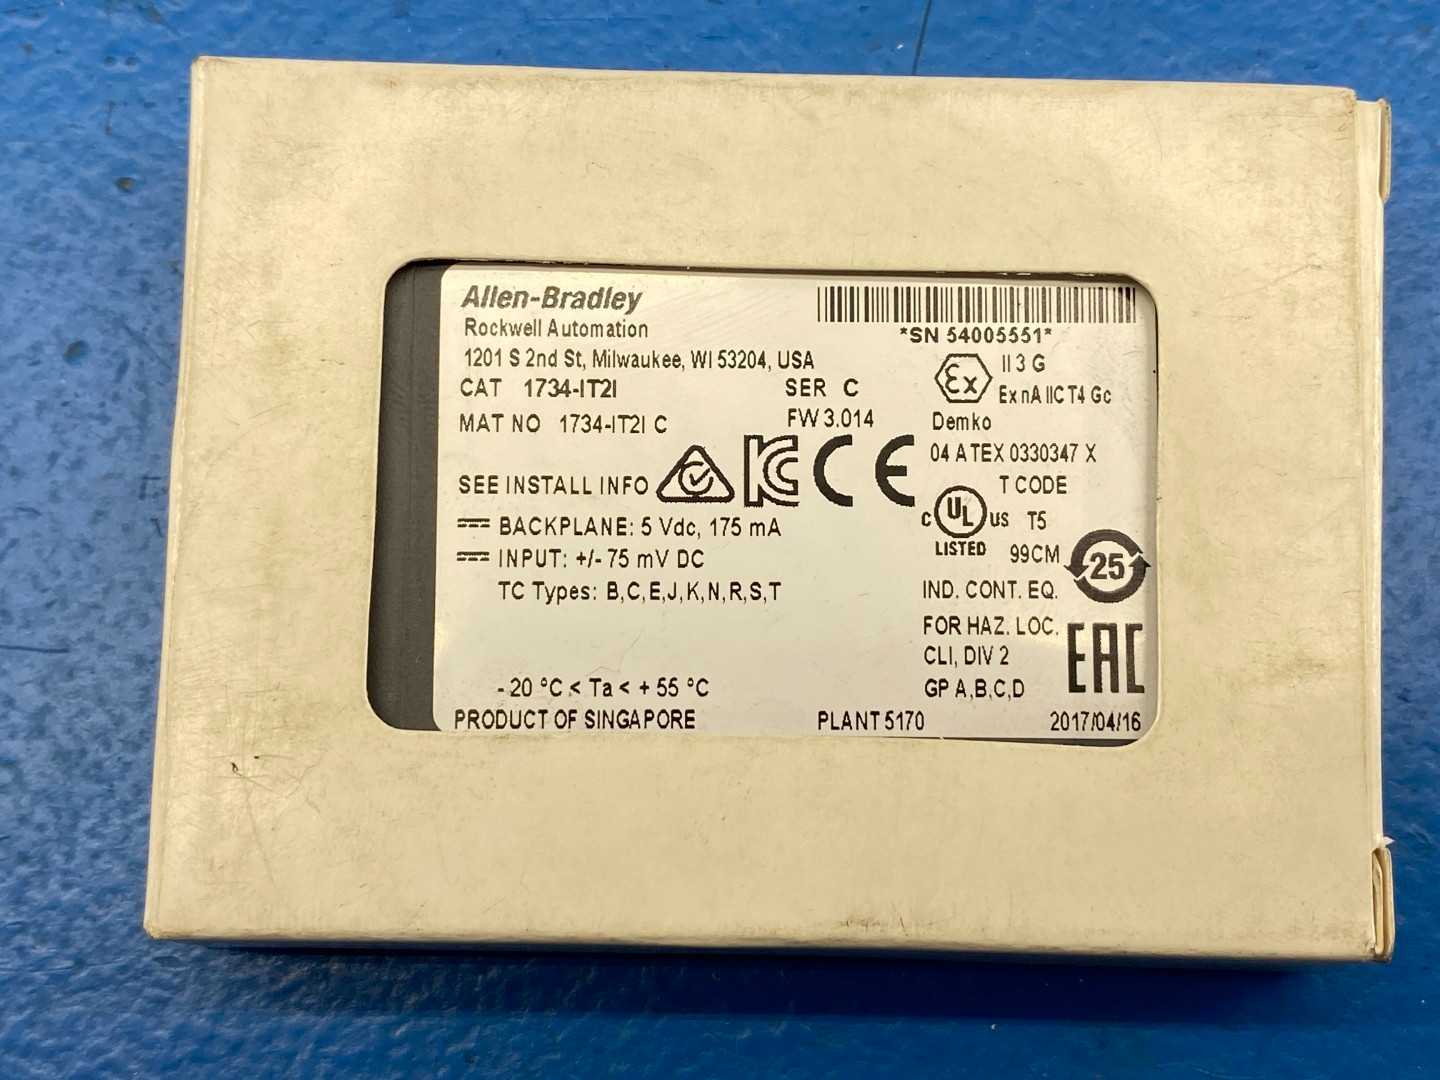 Allen-Bradley
Rockwell Automation
1201 S 2nd St, Milwaukee, WI 53204, USA
CAT 1734-IT2I SER C
MAT NO 1734-IT2I C FW 3.014
SEE INSTALL INFO
BACKPLANE: 5 Vdc, 175 mA
INPUT: +/- 75 mV DC
TC Types: B,C,E,J,K,N,R,S,T
- 20 °C < Ta < + 55 °C
PRODUCT OF SINGAPORE
PLANT 5170
*SN 54005551*
Ex
II 3 G
Ex nA IIC T4 Gc
Demko
04 ATEX 0330347 X
KC CE
T CODE
C UL US T5
LISTED 99CM
25
IND. CONT. EQ.
FOR HAZ. LOC.
CLI, DIV 2
GP A,B,C,D
EAC
2017/04/16